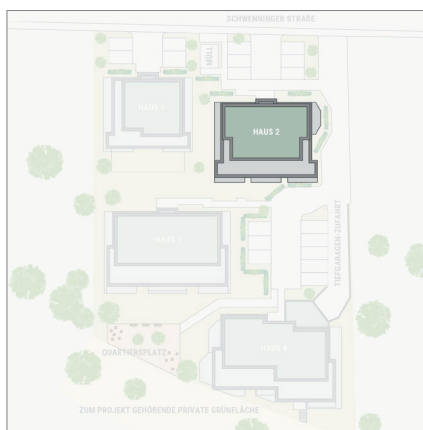 SCHWENNINGER STRAßE
MÜLL
HAUS 1
HAUS 2
TIEFGARAGEN-ZUFAHRT
HAUS 3
HAUS 4
QUARTIERSPLATZ
ZUM PROJEKT GEHÖRENDE PRIVATE GRÜNFLÄCHE